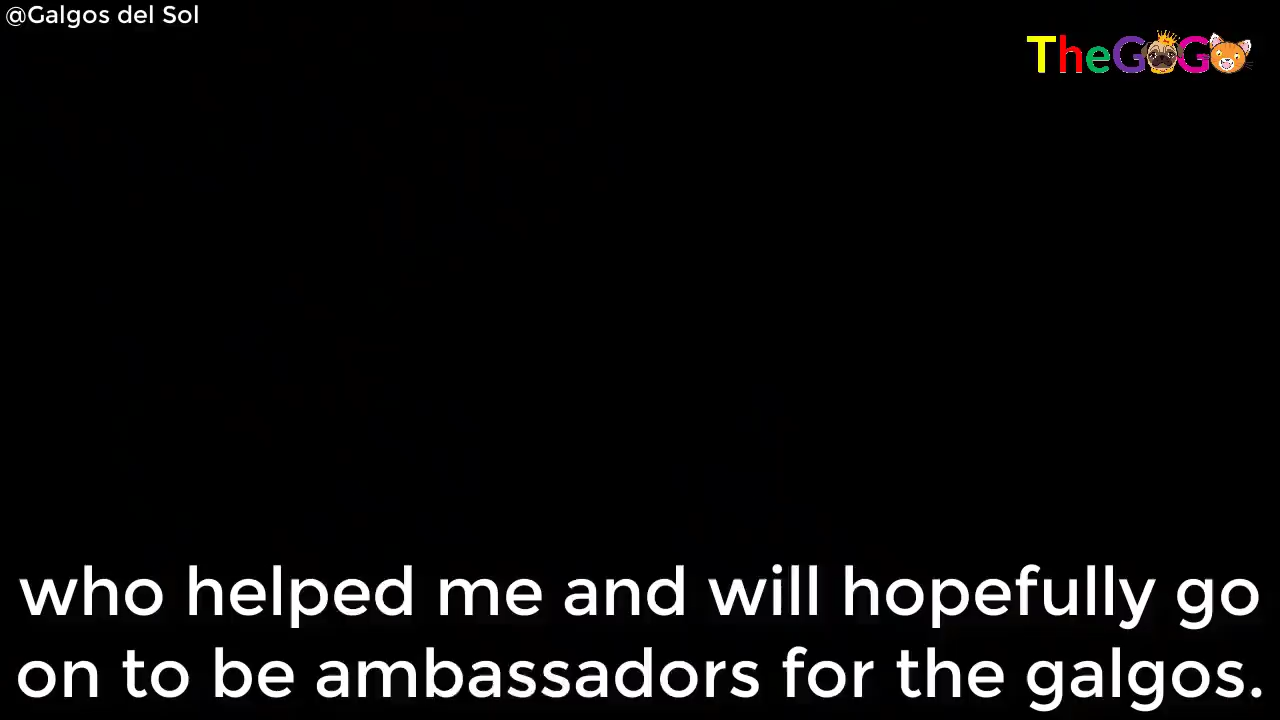 @Galgos del Sol
TheGoGo
who helped me and will hopefully go
on to be ambassadors for the galgos.